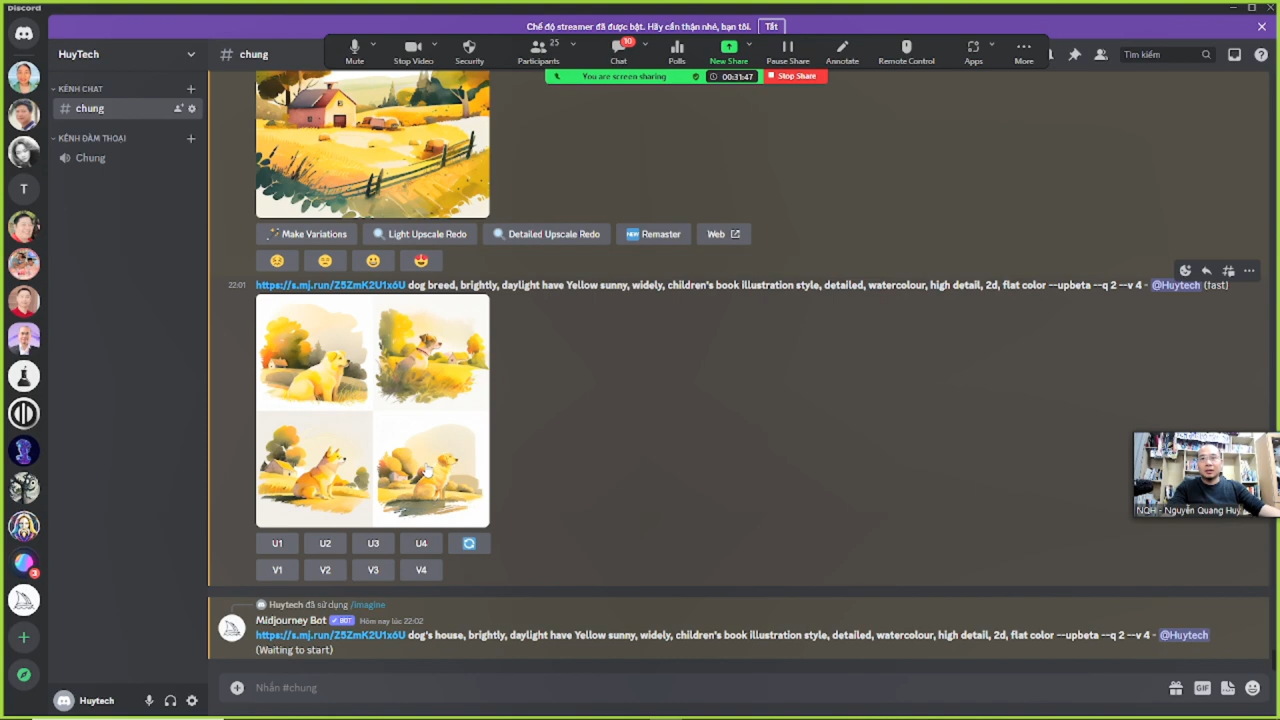 Discord
Chế độ streamer đã được bật. Hãy cẩn thận nhé, bạn tôi.
Tắt
HuyTech
# chung
Mute
Stop Video
Security
25
Participants
10
Chat
Polls
New Share
Pause Share
Annotate
Remote Control
Apps
More
Tìm kiếm
You are screen sharing
00:31:47
Stop Share
KÊNH CHAT
# chung
KÊNH ĐÀM THOẠI
Chung
T
Make Variations
Light Upscale Redo
Detailed Upscale Redo
NEW Remaster
Web
22:01
https://s.mj.run/Z5ZmK2U1x6U dog breed, brightly, daylight have Yellow sunny, widely, children's book illustration style, detailed, watercolour, high detail, 2d, flat color --upbeta --q 2 --v 4 - @Huytech (fast)
U1
U2
U3
U4
V1
V2
V3
V4
NQH - Nguyễn Quang Huy
3
Huytech đã sử dụng /imagine
Midjourney Bot ✓ BOT Hôm nay lúc 22:02
https://s.mj.run/Z5ZmK2U1x6U dog's house, brightly, daylight have Yellow sunny, widely, children's book illustration style, detailed, watercolour, high detail, 2d, flat color --upbeta --q 2 --v 4 - @Huytech
(Waiting to start)
Huytech
Nhắn #chung
GIF